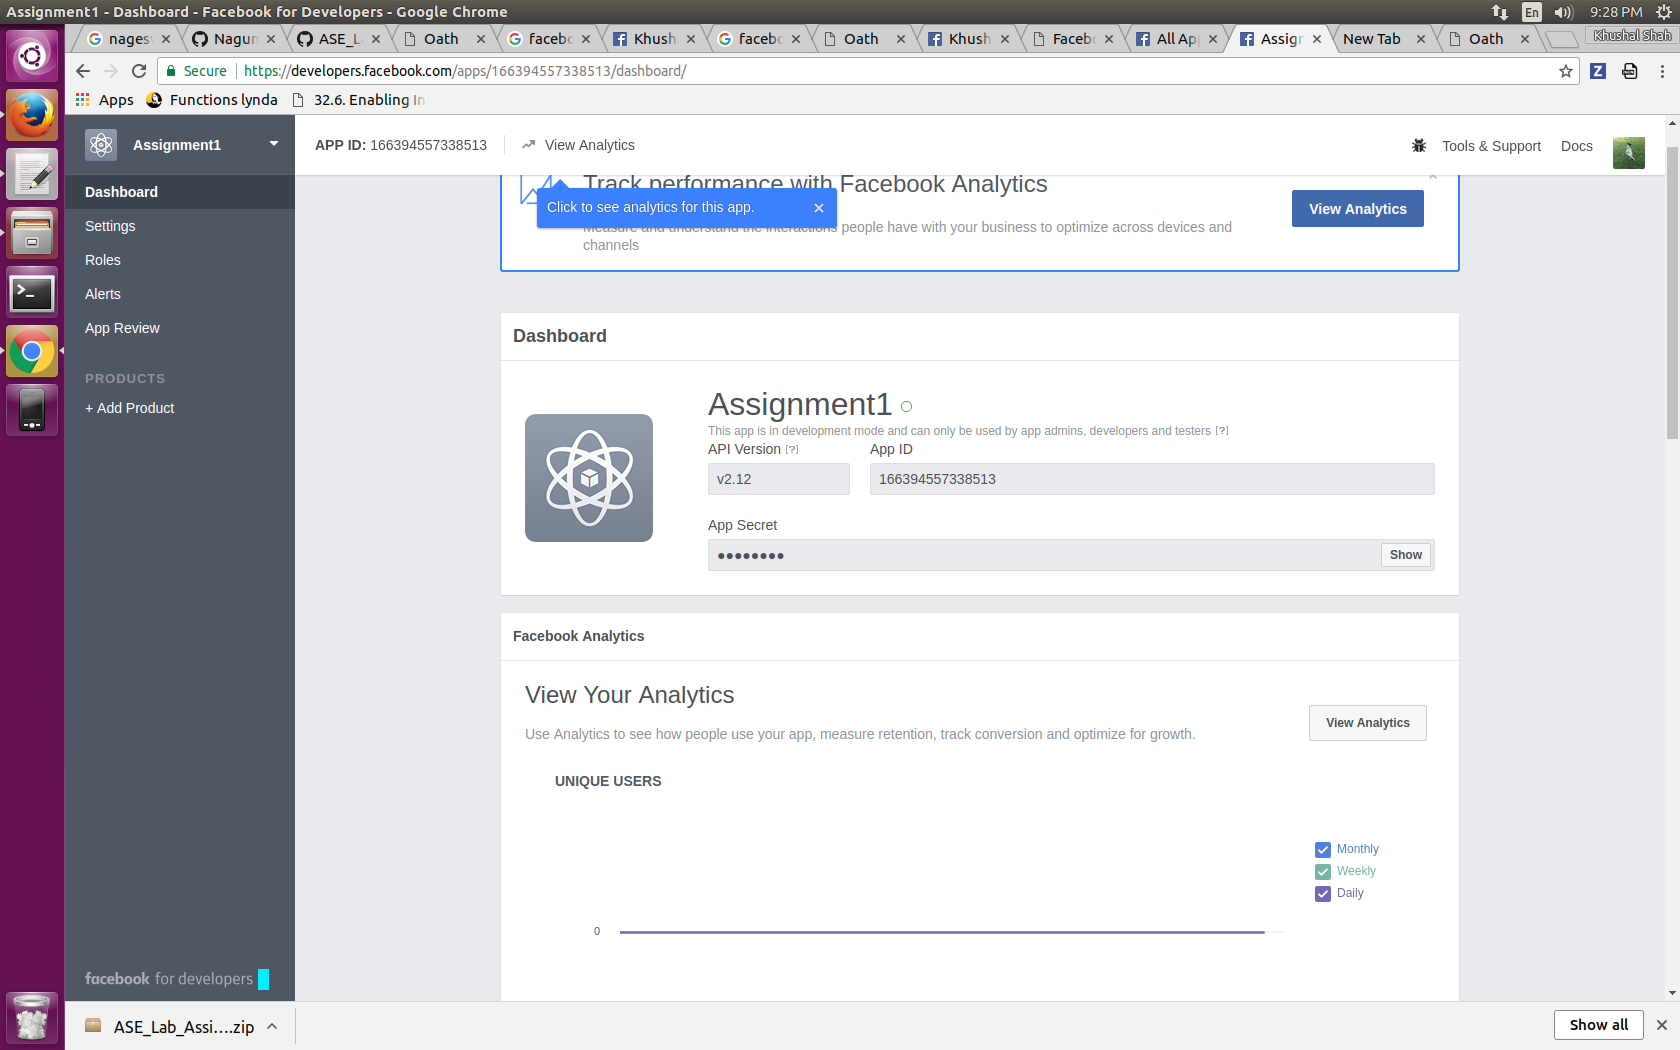 Assignment1 - Dashboard - Facebook for Developers - Google Chrome
En
9:28 PM
nages
Nagun
ASE_L
Oath
facebo
Khush
facebo
Oath
Khush
Facebo
All Ap
Assign
New Tab
Oath
Khushal Shah
Secure
https://developers.facebook.com/apps/166394557338513/dashboard/
Z
Apps
Functions lynda
32.6. Enabling In
Assignment1
APP ID: 166394557338513
View Analytics
Tools & Support
Docs
Dashboard
Settings
Roles
Alerts
App Review
PRODUCTS
+ Add Product
Track performance with Facebook Analytics
Click to see analytics for this app.
Measure and understand the interactions people have with your business to optimize across devices and
channels
View Analytics
Dashboard
Assignment1
This app is in development mode and can only be used by app admins, developers and testers [?]
API Version [?]
App ID
v2.12
166394557338513
App Secret
●●●●●●●●
Show
Facebook Analytics
View Your Analytics
Use Analytics to see how people use your app, measure retention, track conversion and optimize for growth.
View Analytics
UNIQUE USERS
Monthly
Weekly
Daily
0
facebook for developers
ASE_Lab_Assi....zip
Show all